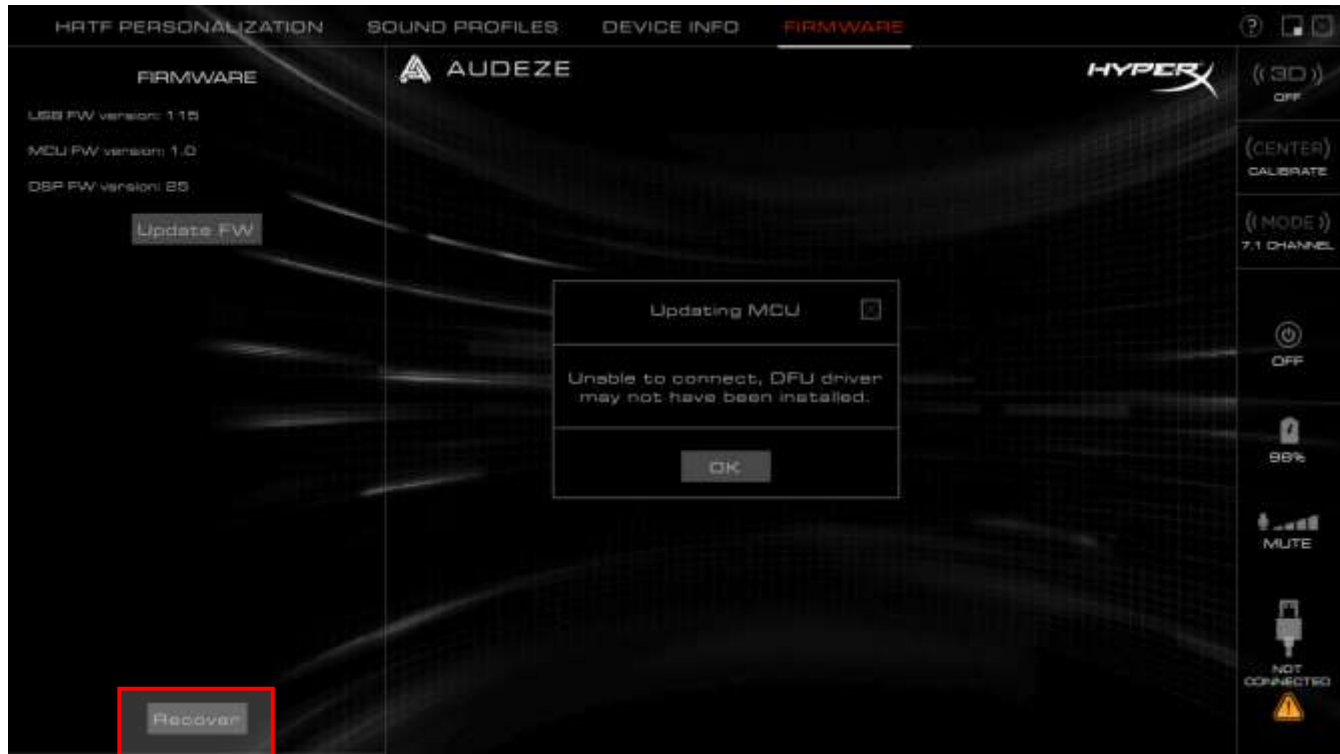 HRTF PERSONALIZATION
SOUND PROFILES
DEVICE INFO
FIRMWARE
?
FIRMWARE
USB FW version: 115
MCU FW version: 1.0
DSP FW version: 25
Update FW
AUDEZE
HYPERX
((3D))
OFF
(CENTER)
CALIBRATE
((MODE))
7.1 CHANNEL
Updating MCU
Unable to connect, DFU driver
may not have been installed.
OK
OFF
98%
MUTE
NOT
CONNECTED
Recover